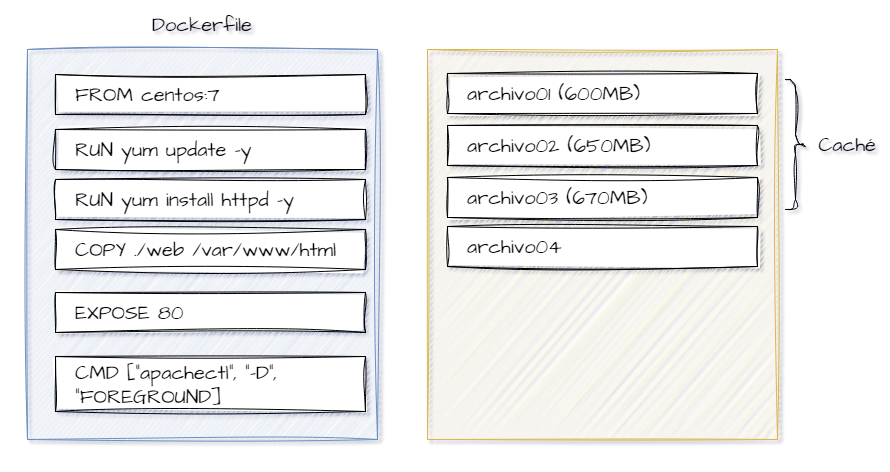 Dockerfile
FROM centos:7
RUN yum update -y
RUN yum install httpd -y
COPY ./web /var/www/html
EXPOSE 80
CMD ["apachectl", "-D",
"FOREGROUND]
archivo01 (600MB)
archivo02 (650MB)
archivo03 (670MB)
archivo04
Caché